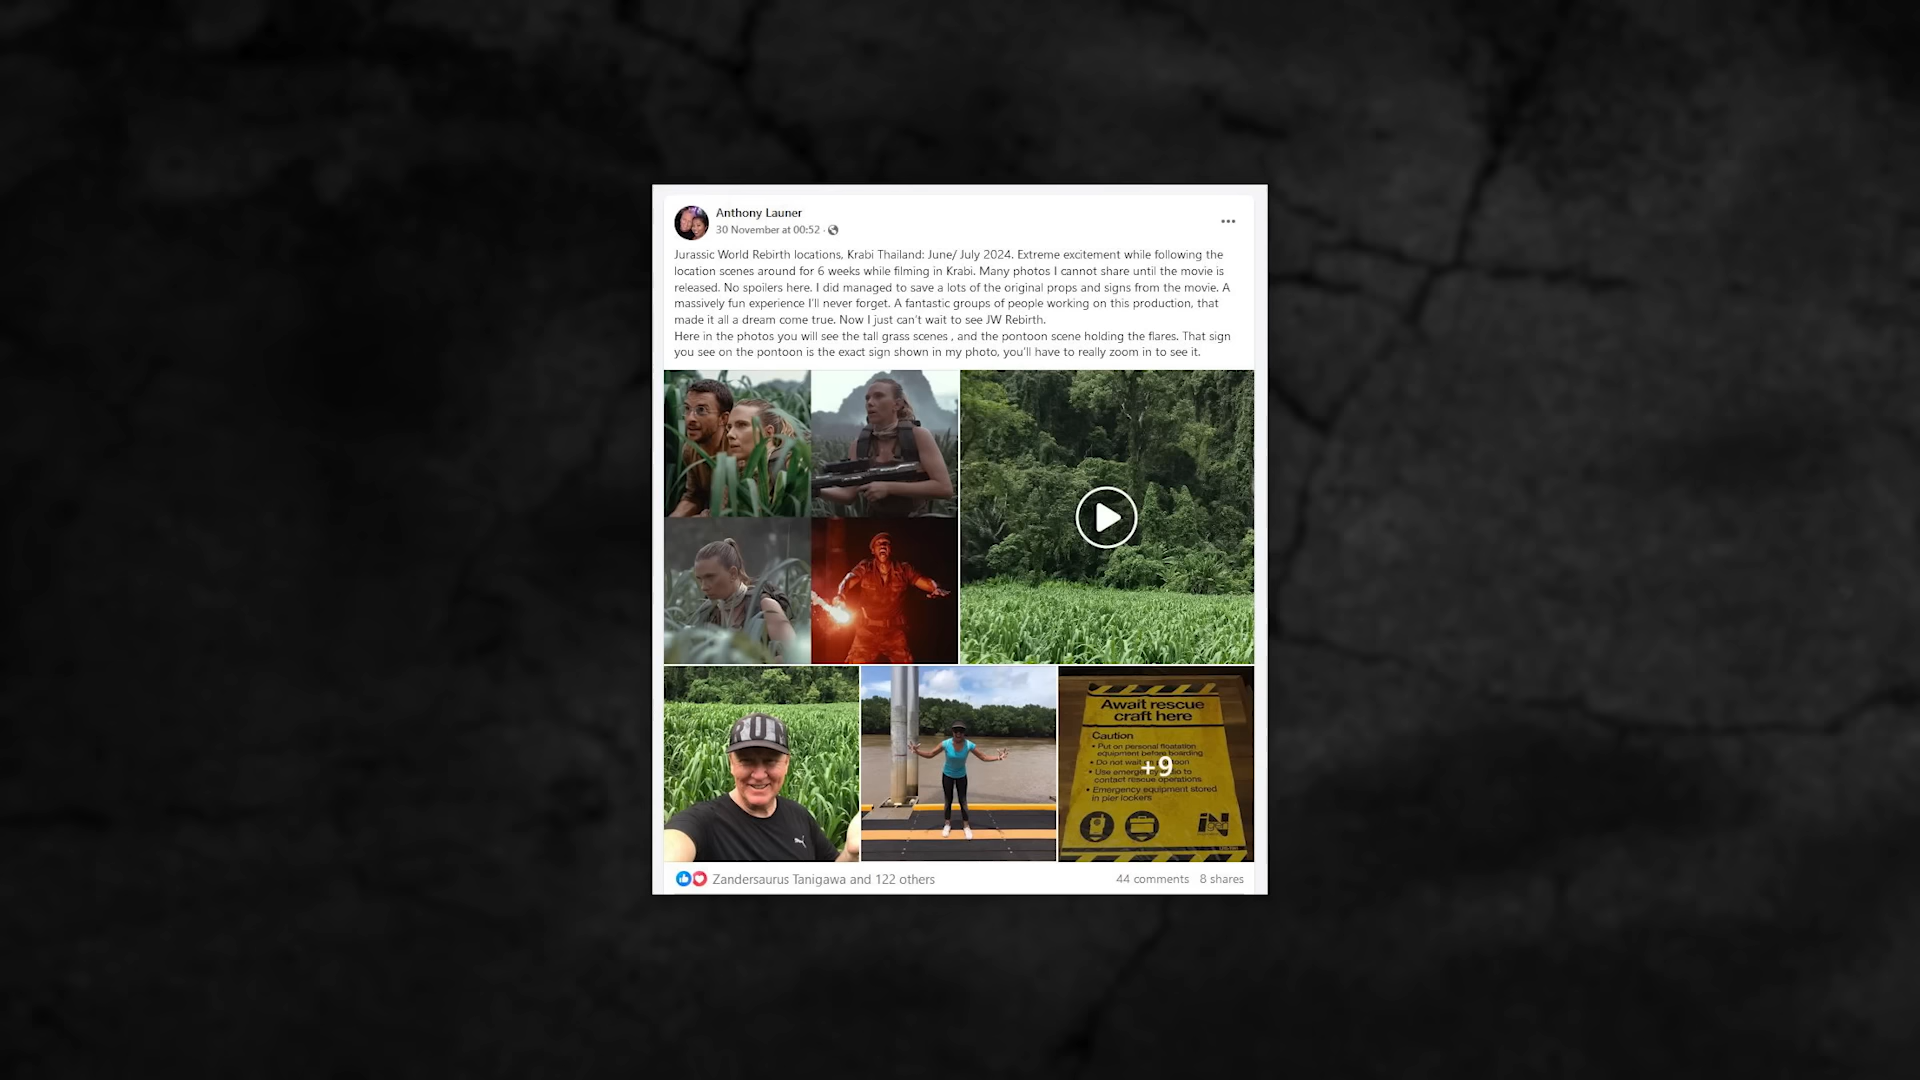 Anthony Launer
30 November at 00:52 ·
Jurassic World Rebirth locations, Krabi Thailand: June/ July 2024. Extreme excitement while following the
location scenes around for 6 weeks while filming in Krabi. Many photos I cannot share until the movie is
released. No spoilers here. I did managed to save a lots of the original props and signs from the movie. A
massively fun experience I'll never forget. A fantastic groups of people working on this production, that
made it all a dream come true. Now I just can't wait to see JW Rebirth.
Here in the photos you will see the tall grass scenes , and the pontoon scene holding the flares. That sign
you see on the pontoon is the exact sign shown in my photo, you'll have to really zoom in to see it.
RUN
Await rescue
craft here
Caution
• Put on personal floatation
equipment before boarding
• Do not wait
+9
• Use emergency to
contact rescue operations
• Emergency equipment stored
in pier lockers
Zandersaurus Tanigawa and 122 others
44 comments 8 shares